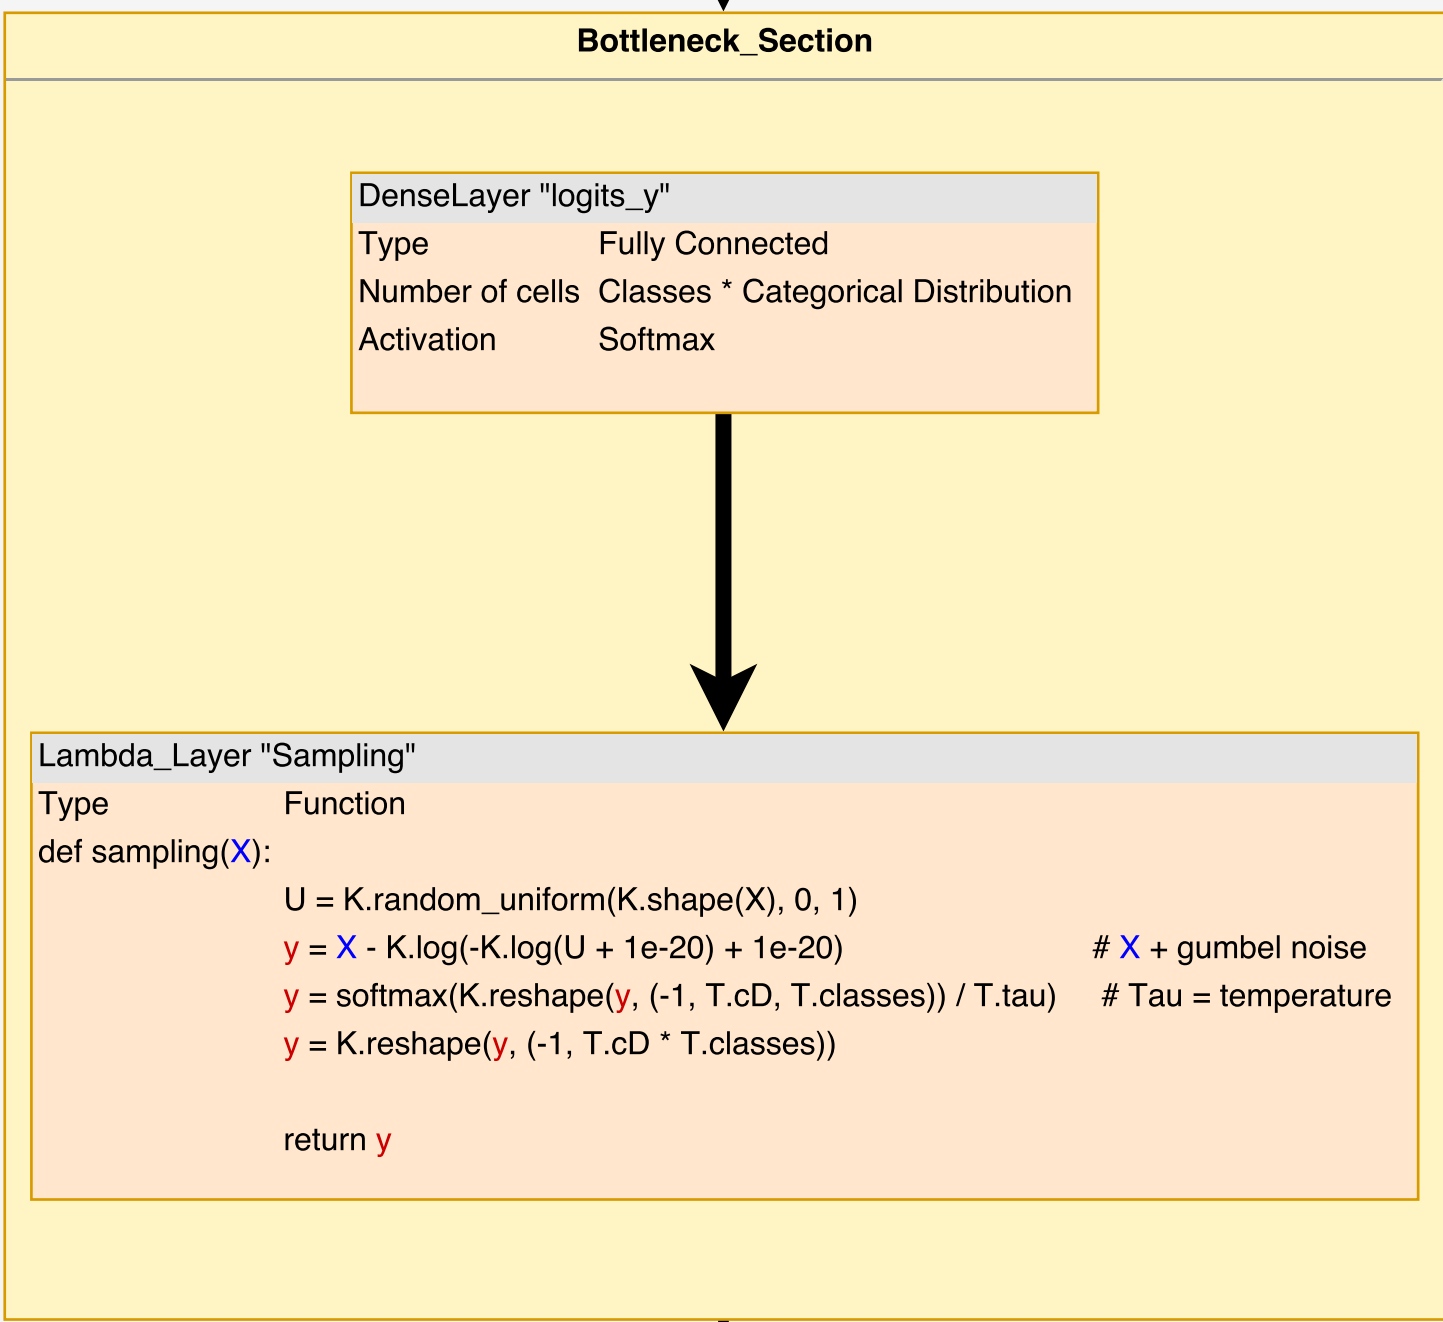 Bottleneck_Section
DenseLayer "logits_y"
Type Fully Connected
Number of cells Classes * Categorical Distribution
Activation Softmax
Lambda_Layer "Sampling"
Type Function
def sampling(X):
U = K.random_uniform(K.shape(X), 0, 1)
y = X - K.log(-K.log(U + 1e-20) + 1e-20) # X + gumbel noise
y = softmax(K.reshape(y, (-1, T.cD, T.classes)) / T.tau) # Tau = temperature
y = K.reshape(y, (-1, T.cD * T.classes))
return y